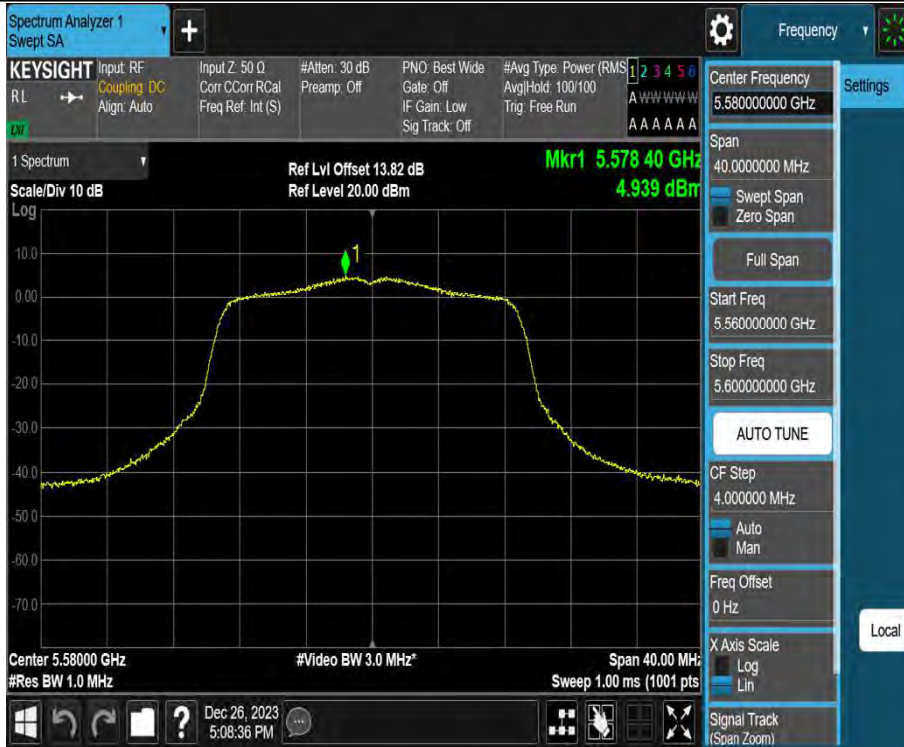 Spectrum Analyzer 1
Swept SA
+
Frequency
KEYSIGHT
R L
LXI
Input: RF
Coupling: DC
Align: Auto
Input Z: 50 Ω
Corr CCorr RCal
Freq Ref: Int (S)
#Atten: 30 dB
Preamp: Off
PNO: Best Wide
Gate: Off
IF Gain: Low
Sig Track: Off
#Avg Type: Power (RMS
Avg|Hold: 100/100
Trig: Free Run
1 2 3 4 5 6
A W W W W W
A A A A A A
1 Spectrum
Scale/Div 10 dB
Log
Ref Lvl Offset 13.82 dB
Ref Level 20.00 dBm
Mkr1 5.578 40 GHz
4.939 dBm
1
10.0
0.00
-10.0
-20.0
-30.0
-40.0
-50.0
-60.0
-70.0
Center 5.58000 GHz
#Res BW 1.0 MHz
#Video BW 3.0 MHz*
Span 40.00 MHz
Sweep 1.00 ms (1001 pts
Dec 26, 2023
5:08:36 PM
?
Center Frequency
5.580000000 GHz
Span
40.0000000 MHz
Swept Span
Zero Span
Full Span
Start Freq
5.560000000 GHz
Stop Freq
5.600000000 GHz
AUTO TUNE
CF Step
4.000000 MHz
Auto
Man
Freq Offset
0 Hz
X Axis Scale
Log
Lin
Signal Track
(Span Zoom)
Settings
Local